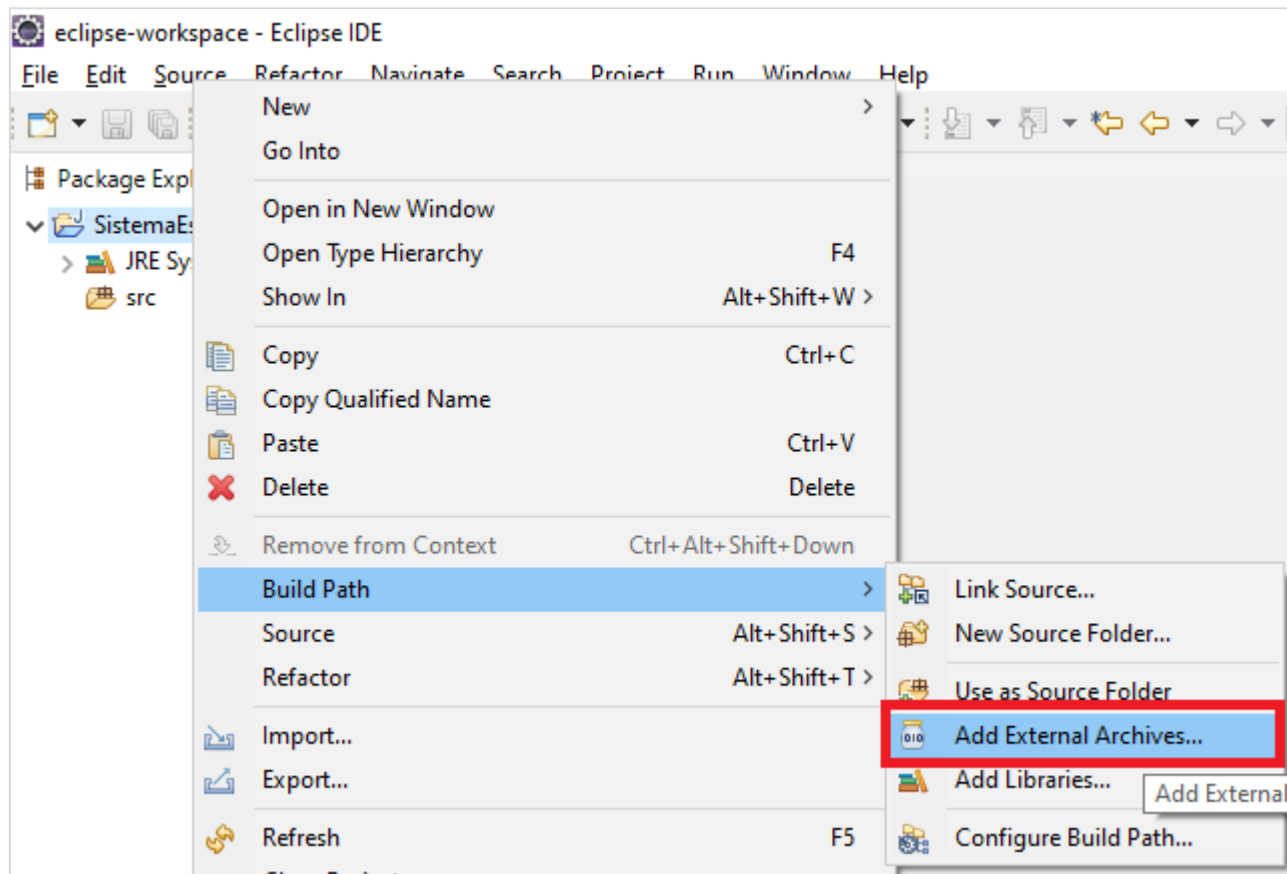 eclipse-workspace - Eclipse IDE
File Edit Source Refactor Navigate Search Project Run Window Help
Package Expl
SistemaEs
JRE Sy
src
New
Go Into
Open in New Window
Open Type Hierarchy F4
Show In Alt+Shift+W
Copy Ctrl+C
Copy Qualified Name
Paste Ctrl+V
Delete Delete
Remove from Context Ctrl+Alt+Shift+Down
Build Path
Source Alt+Shift+S
Refactor Alt+Shift+T
Import...
Export...
Refresh F5
Link Source...
New Source Folder...
Use as Source Folder
Add External Archives...
Add Libraries...
Add External
Configure Build Path...